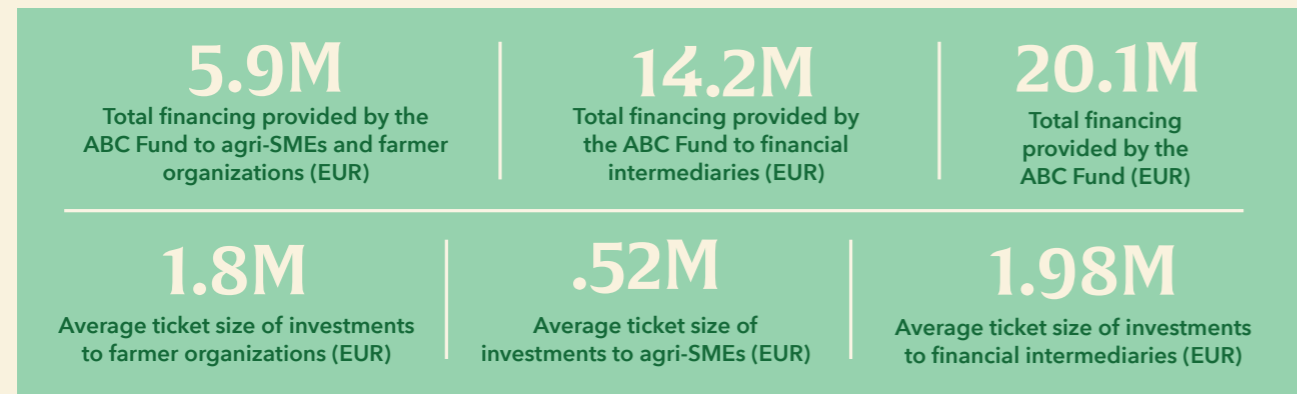 5.9M
Total financing provided by the
ABC Fund to agri-SMEs and farmer
organizations (EUR)
14.2M
Total financing provided by
the ABC Fund to financial
intermediaries (EUR)
20.1M
Total financing
provided by the
ABC Fund (EUR)
1.8M
Average ticket size of investments
to farmer organizations (EUR)
.52M
Average ticket size of
investments to agri-SMEs (EUR)
1.98M
Average ticket size of investments
to financial intermediaries (EUR)